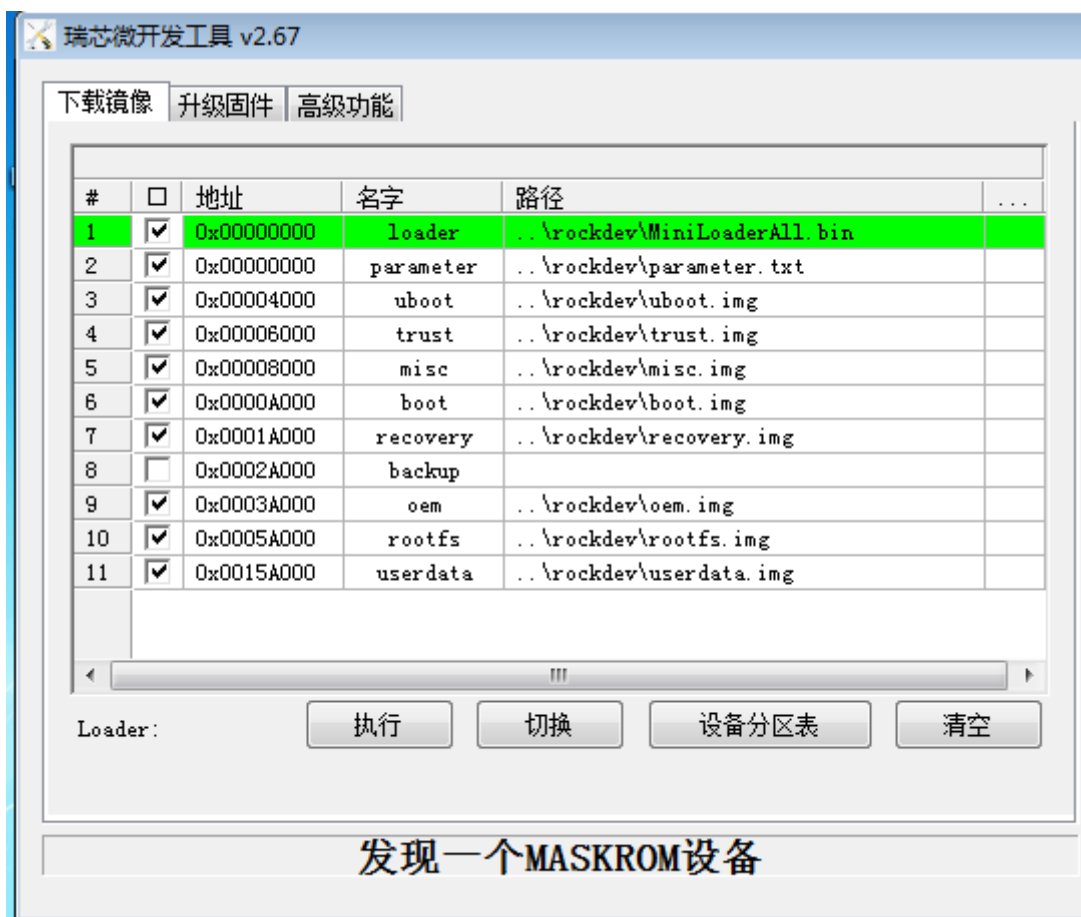 瑞芯微开发工具 v2.67
下载镜像 升级固件 高级功能
# 地址 名字 路径 ...
1 0x00000000 loader ..\rockdev\MiniLoaderAll.bin
2 0x00000000 parameter ..\rockdev\parameter.txt
3 0x00004000 uboot ..\rockdev\uboot.img
4 0x00006000 trust ..\rockdev\trust.img
5 0x00008000 misc ..\rockdev\misc.img
6 0x0000A000 boot ..\rockdev\boot.img
7 0x0001A000 recovery ..\rockdev\recovery.img
8 0x0002A000 backup
9 0x0003A000 oem ..\rockdev\oem.img
10 0x0005A000 rootfs ..\rockdev\rootfs.img
11 0x0015A000 userdata ..\rockdev\userdata.img
Loader: 执行 切换 设备分区表 清空
发现一个MASKROM设备